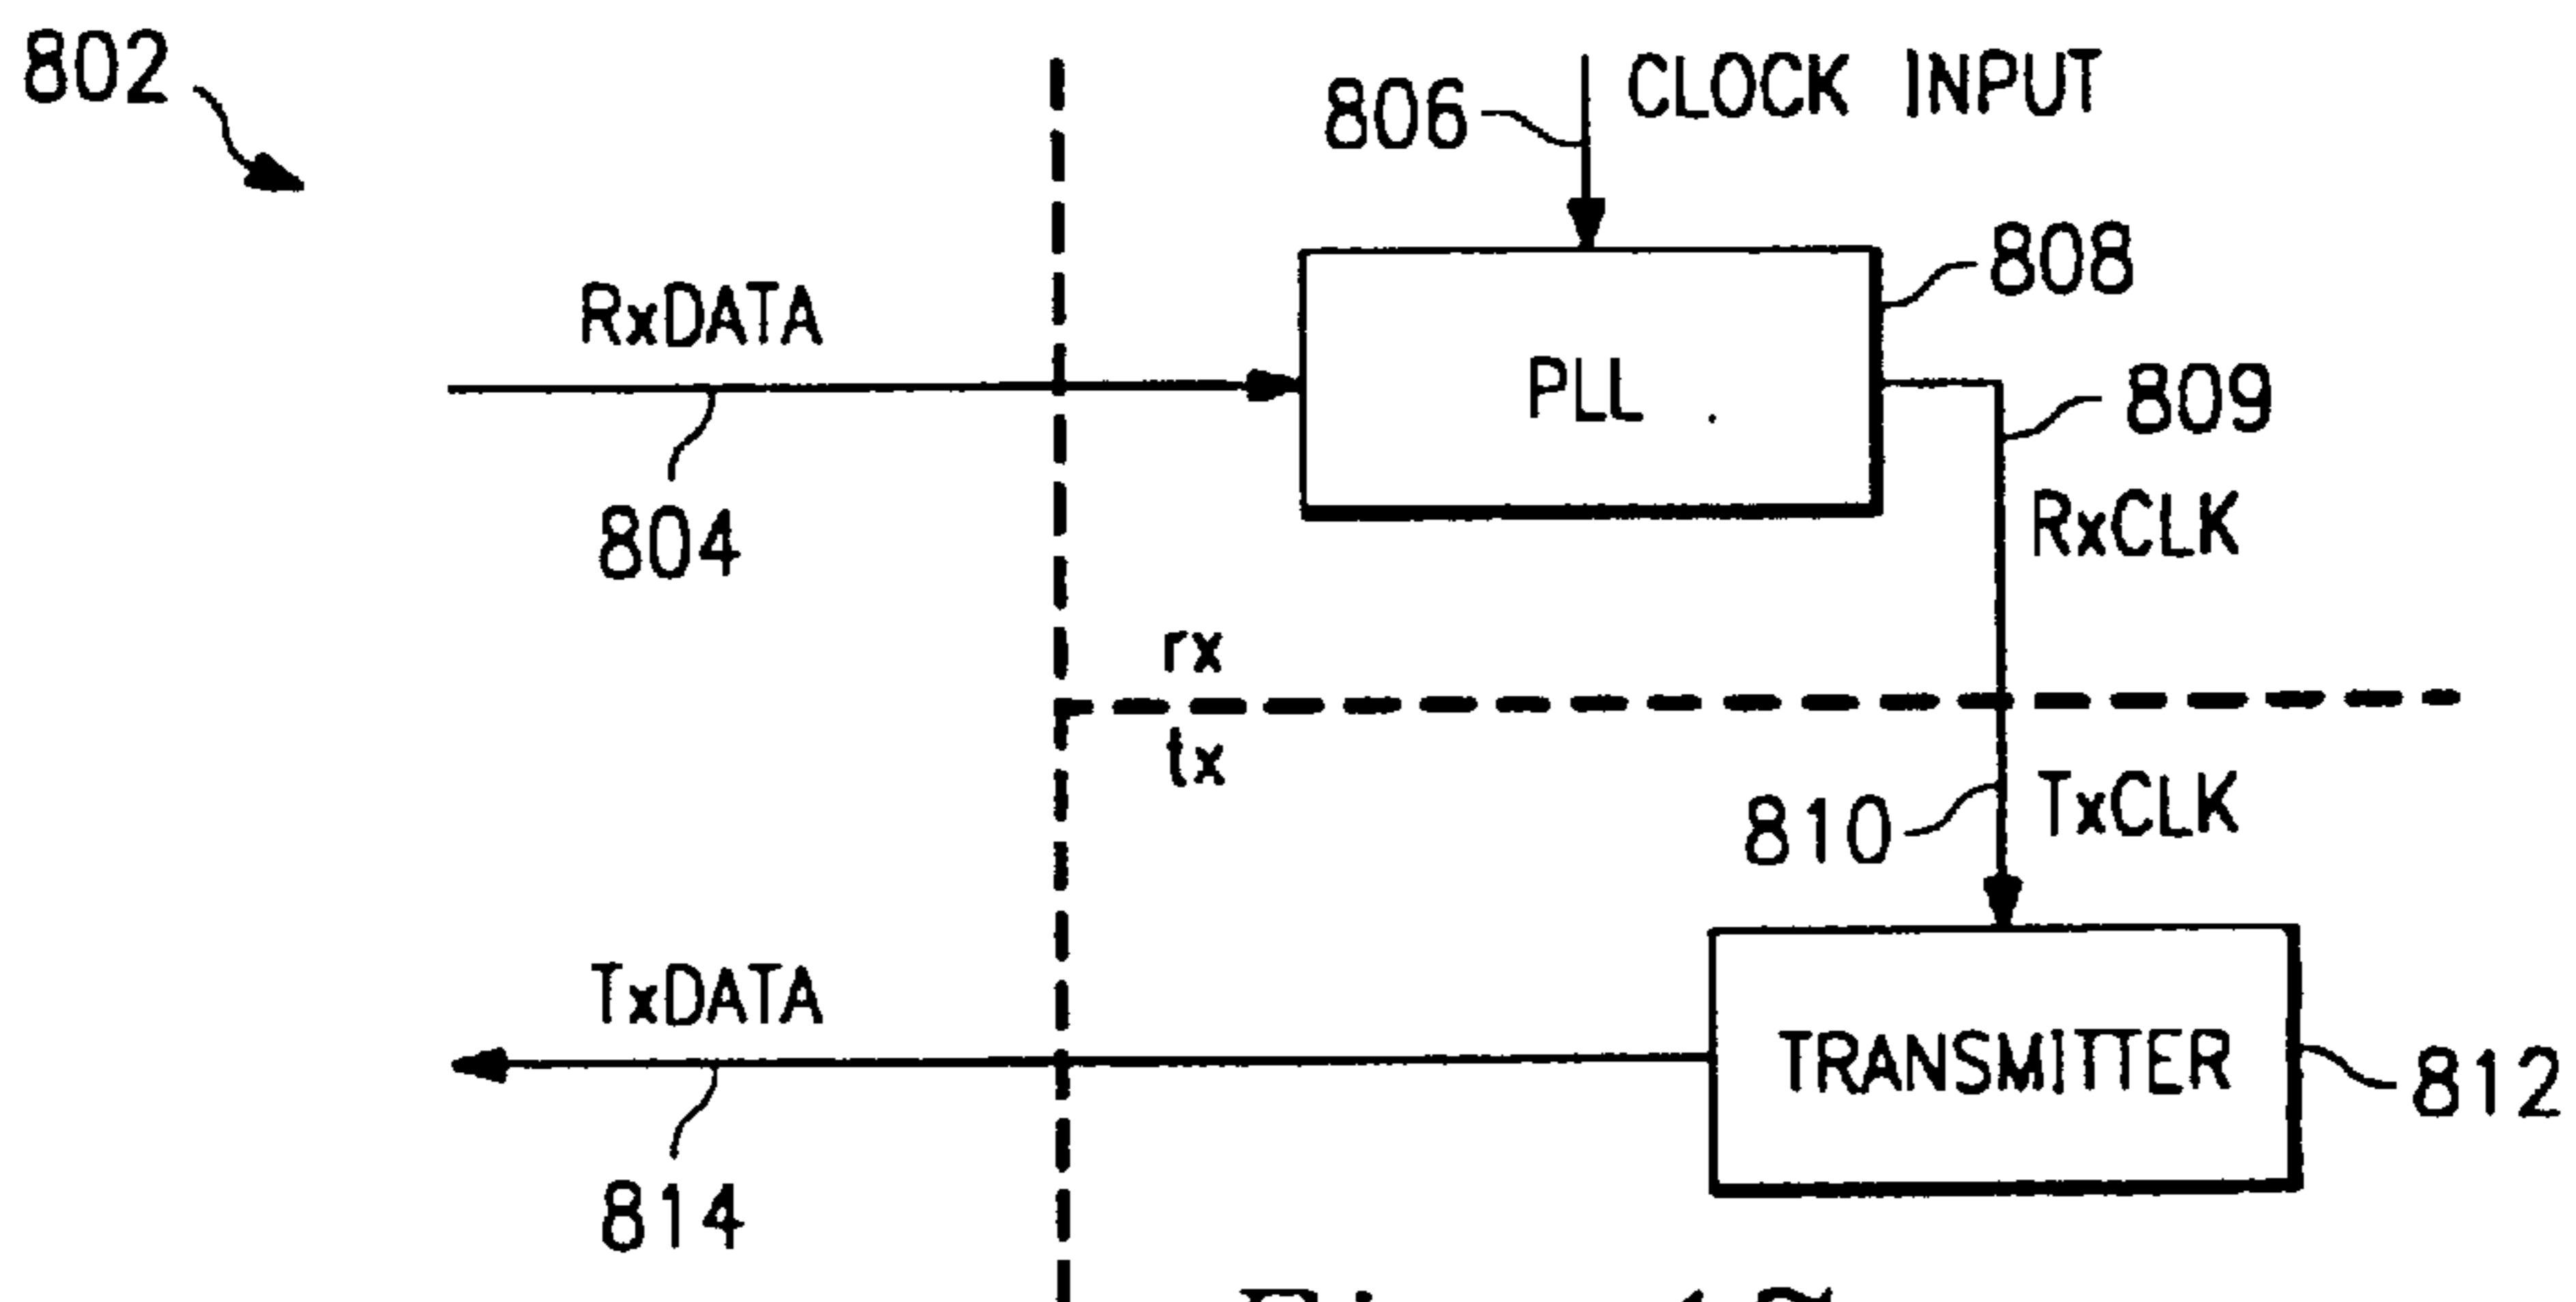 802
806
CLOCK INPUT
808
RxDATA
PLL
809
804
RxCLK
rx
tx
810
TxCLK
TxDATA
TRANSMITTER
812
814